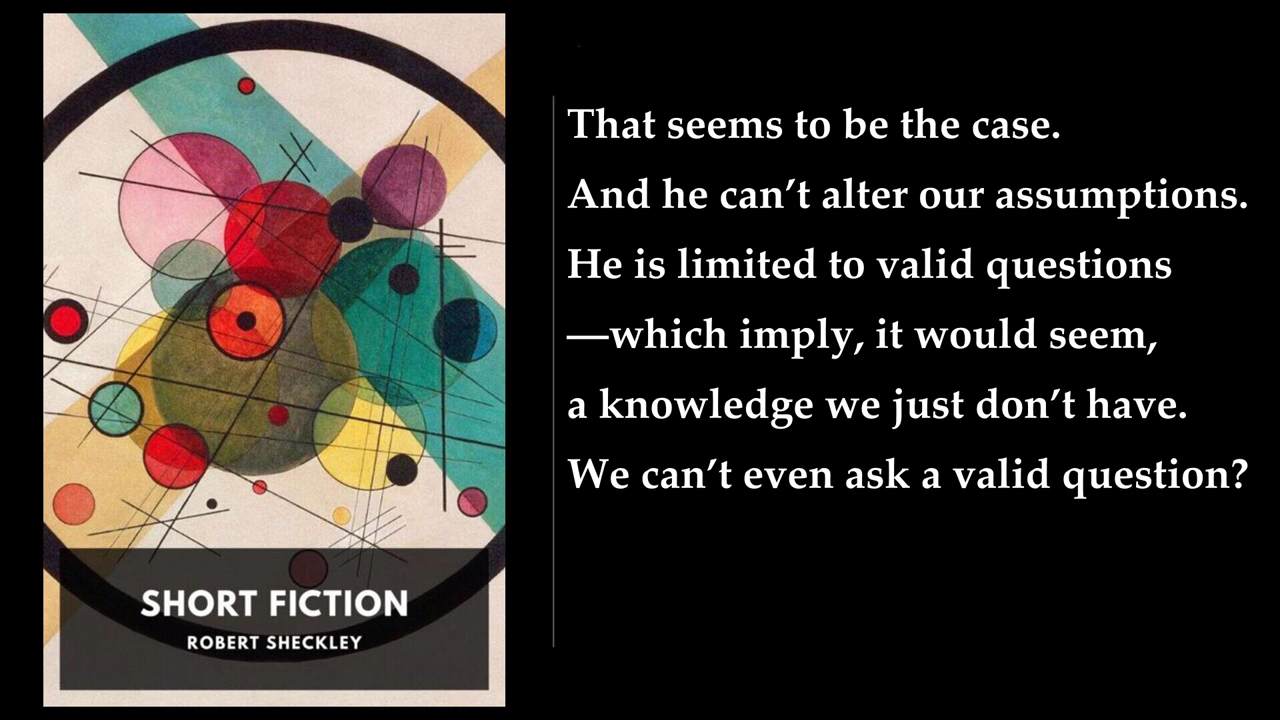 SHORT FICTION
ROBERT SHECKLEY
That seems to be the case.
And he can’t alter our assumptions.
He is limited to valid questions
—which imply, it would seem,
a knowledge we just don’t have.
We can’t even ask a valid question?